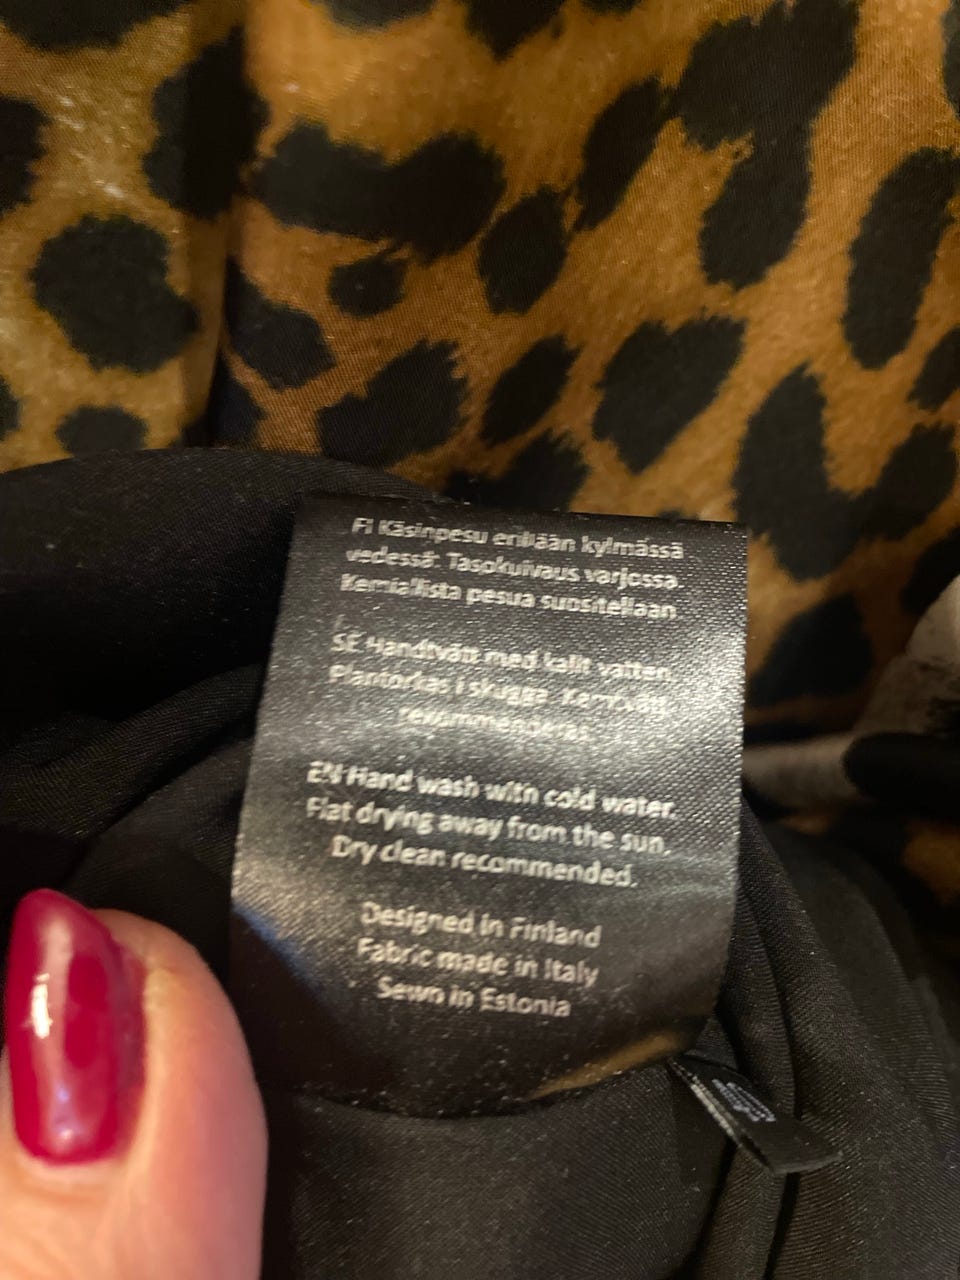 FI Käsinpesu erikään kylmässä
vedessä. Tasokuivaus varjossa.
Kemiallista pesua suositellaan
SE Handtvätt med kallt vatten.
Plantorkas i skugga. Kemtvätt
rekommenderas.
EN Hand wash with cold water.
Flat drying away from the sun.
Dry clean recommended.
Designed in Finland
Fabric made in Italy
Sewn in Estonia